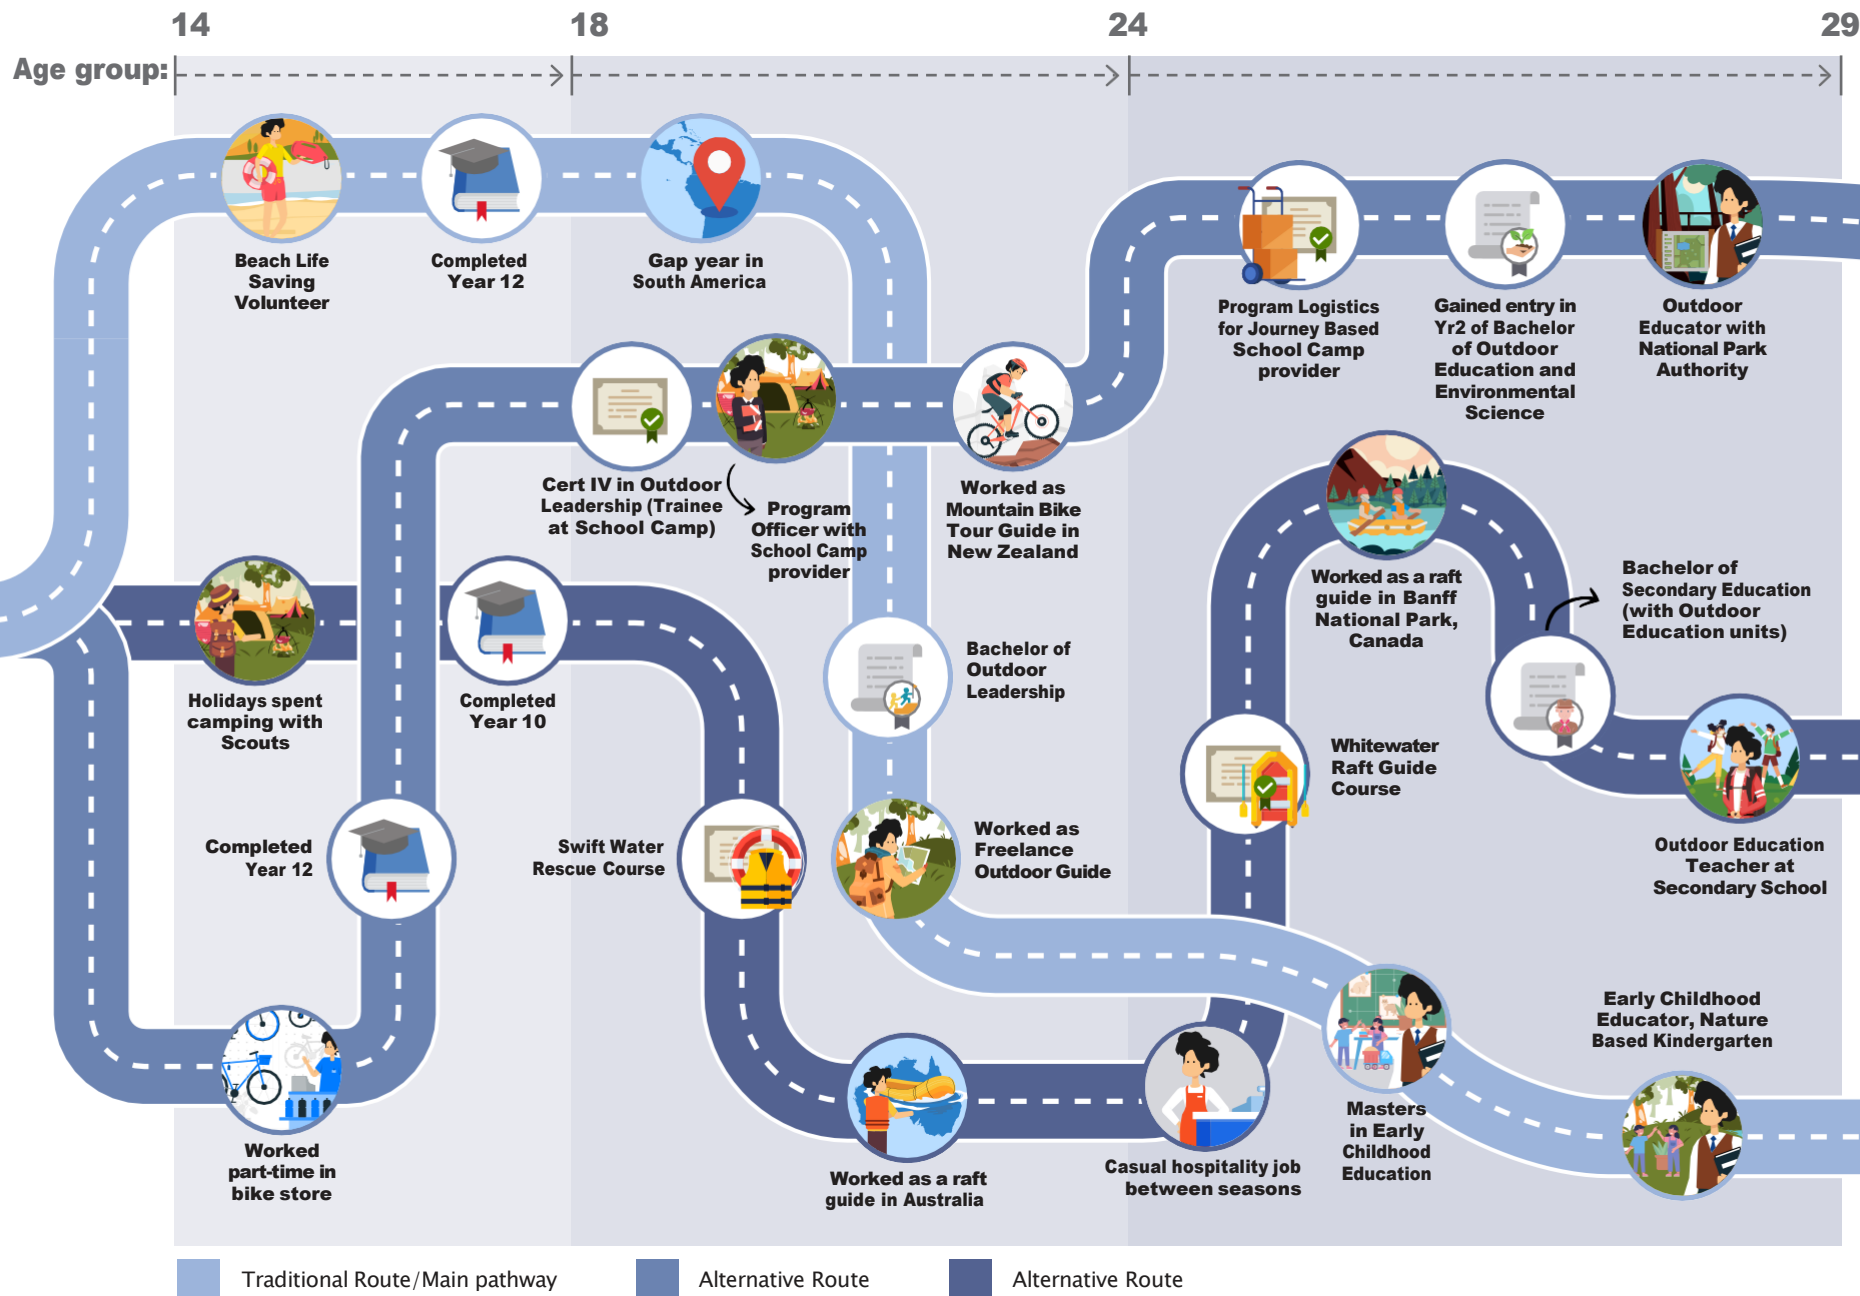 14
18
24
29
Age group:
Beach Life
Saving
Volunteer
Completed
Year 12
Gap year in
South America
Program Logistics
for Journey Based
School Camp
provider
Gained entry in
Yr2 of Bachelor
of Outdoor
Education and
Environmental
Science
Outdoor
Educator with
National Park
Authority
Cert IV in Outdoor
Leadership (Trainee
at School Camp)
Program
Officer with
School Camp
provider
Worked as
Mountain Bike
Tour Guide in
New Zealand
Worked as a raft
guide in Banff
National Park,
Canada
Bachelor of
Secondary Education
(with Outdoor
Education units)
Holidays spent
camping with
Scouts
Completed
Year 10
Bachelor of
Outdoor
Leadership
Whitewater
Raft Guide
Course
Completed
Year 12
Swift Water
Rescue Course
Worked as
Freelance
Outdoor Guide
Outdoor Education
Teacher at
Secondary School
Early Childhood
Educator, Nature
Based Kindergarten
Worked
part-time in
bike store
Worked as a raft
guide in Australia
Casual hospitality job
between seasons
Masters
in Early
Childhood
Education
Traditional Route/Main pathway
Alternative Route
Alternative Route